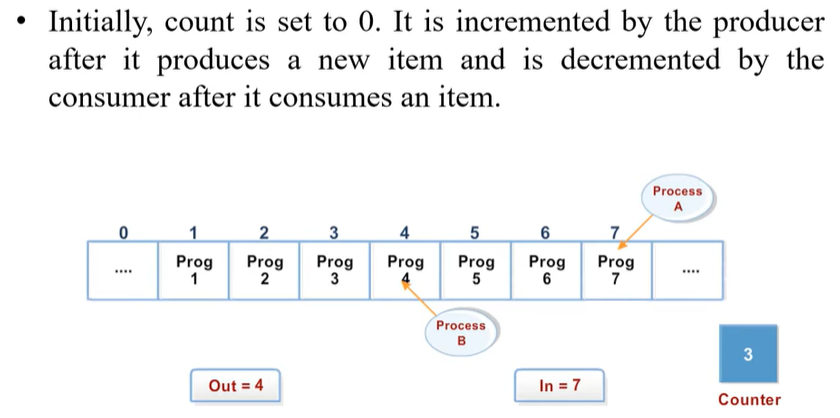 • Initially, count is set to 0. It is incremented by the producer
after it produces a new item and is decremented by the
consumer after it consumes an item.
Process
A
0 1 2 3 4 5 6 7
.... Prog Prog Prog Prog Prog Prog Prog ....
1 2 3 4 5 6 7
Process
B
3
Out = 4 In = 7
Counter